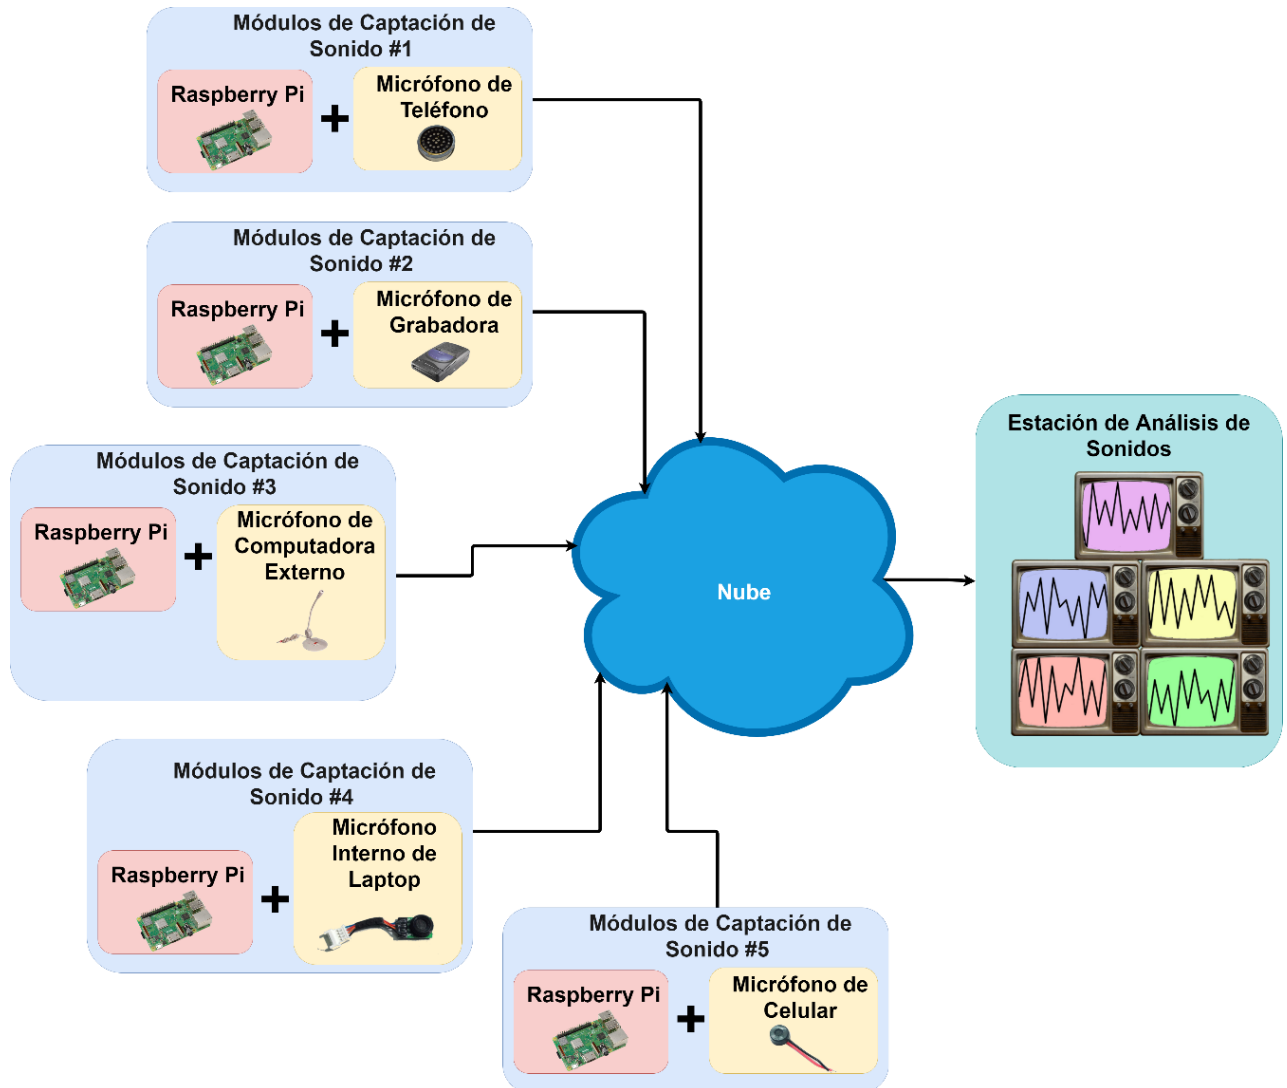 Módulos de Captación de
Sonido #1
Raspberry Pi
+
Micrófono de
Teléfono
Módulos de Captación de
Sonido #2
Raspberry Pi
+
Micrófono de
Grabadora
Módulos de Captación de
Sonido #3
Raspberry Pi
+
Micrófono de
Computadora
Externo
Módulos de Captación de
Sonido #4
Raspberry Pi
+
Micrófono
Interno de
Laptop
Módulos de Captación de
Sonido #5
Raspberry Pi
+
Micrófono de
Celular
Nube
Estación de Análisis de
Sonidos